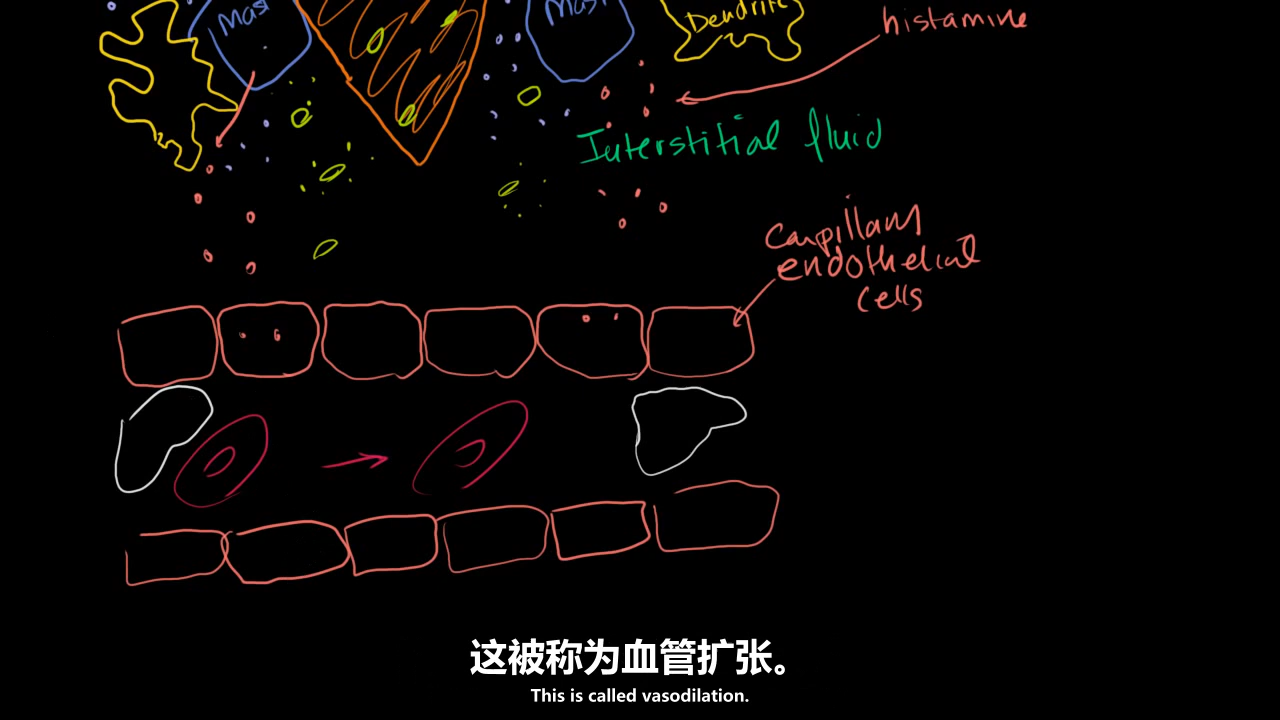 Mast
Mast
Dendrite
histamine
Interstitial fluid
Capillary
endothelial
cells
这被称为血管扩张。
This is called vasodilation.